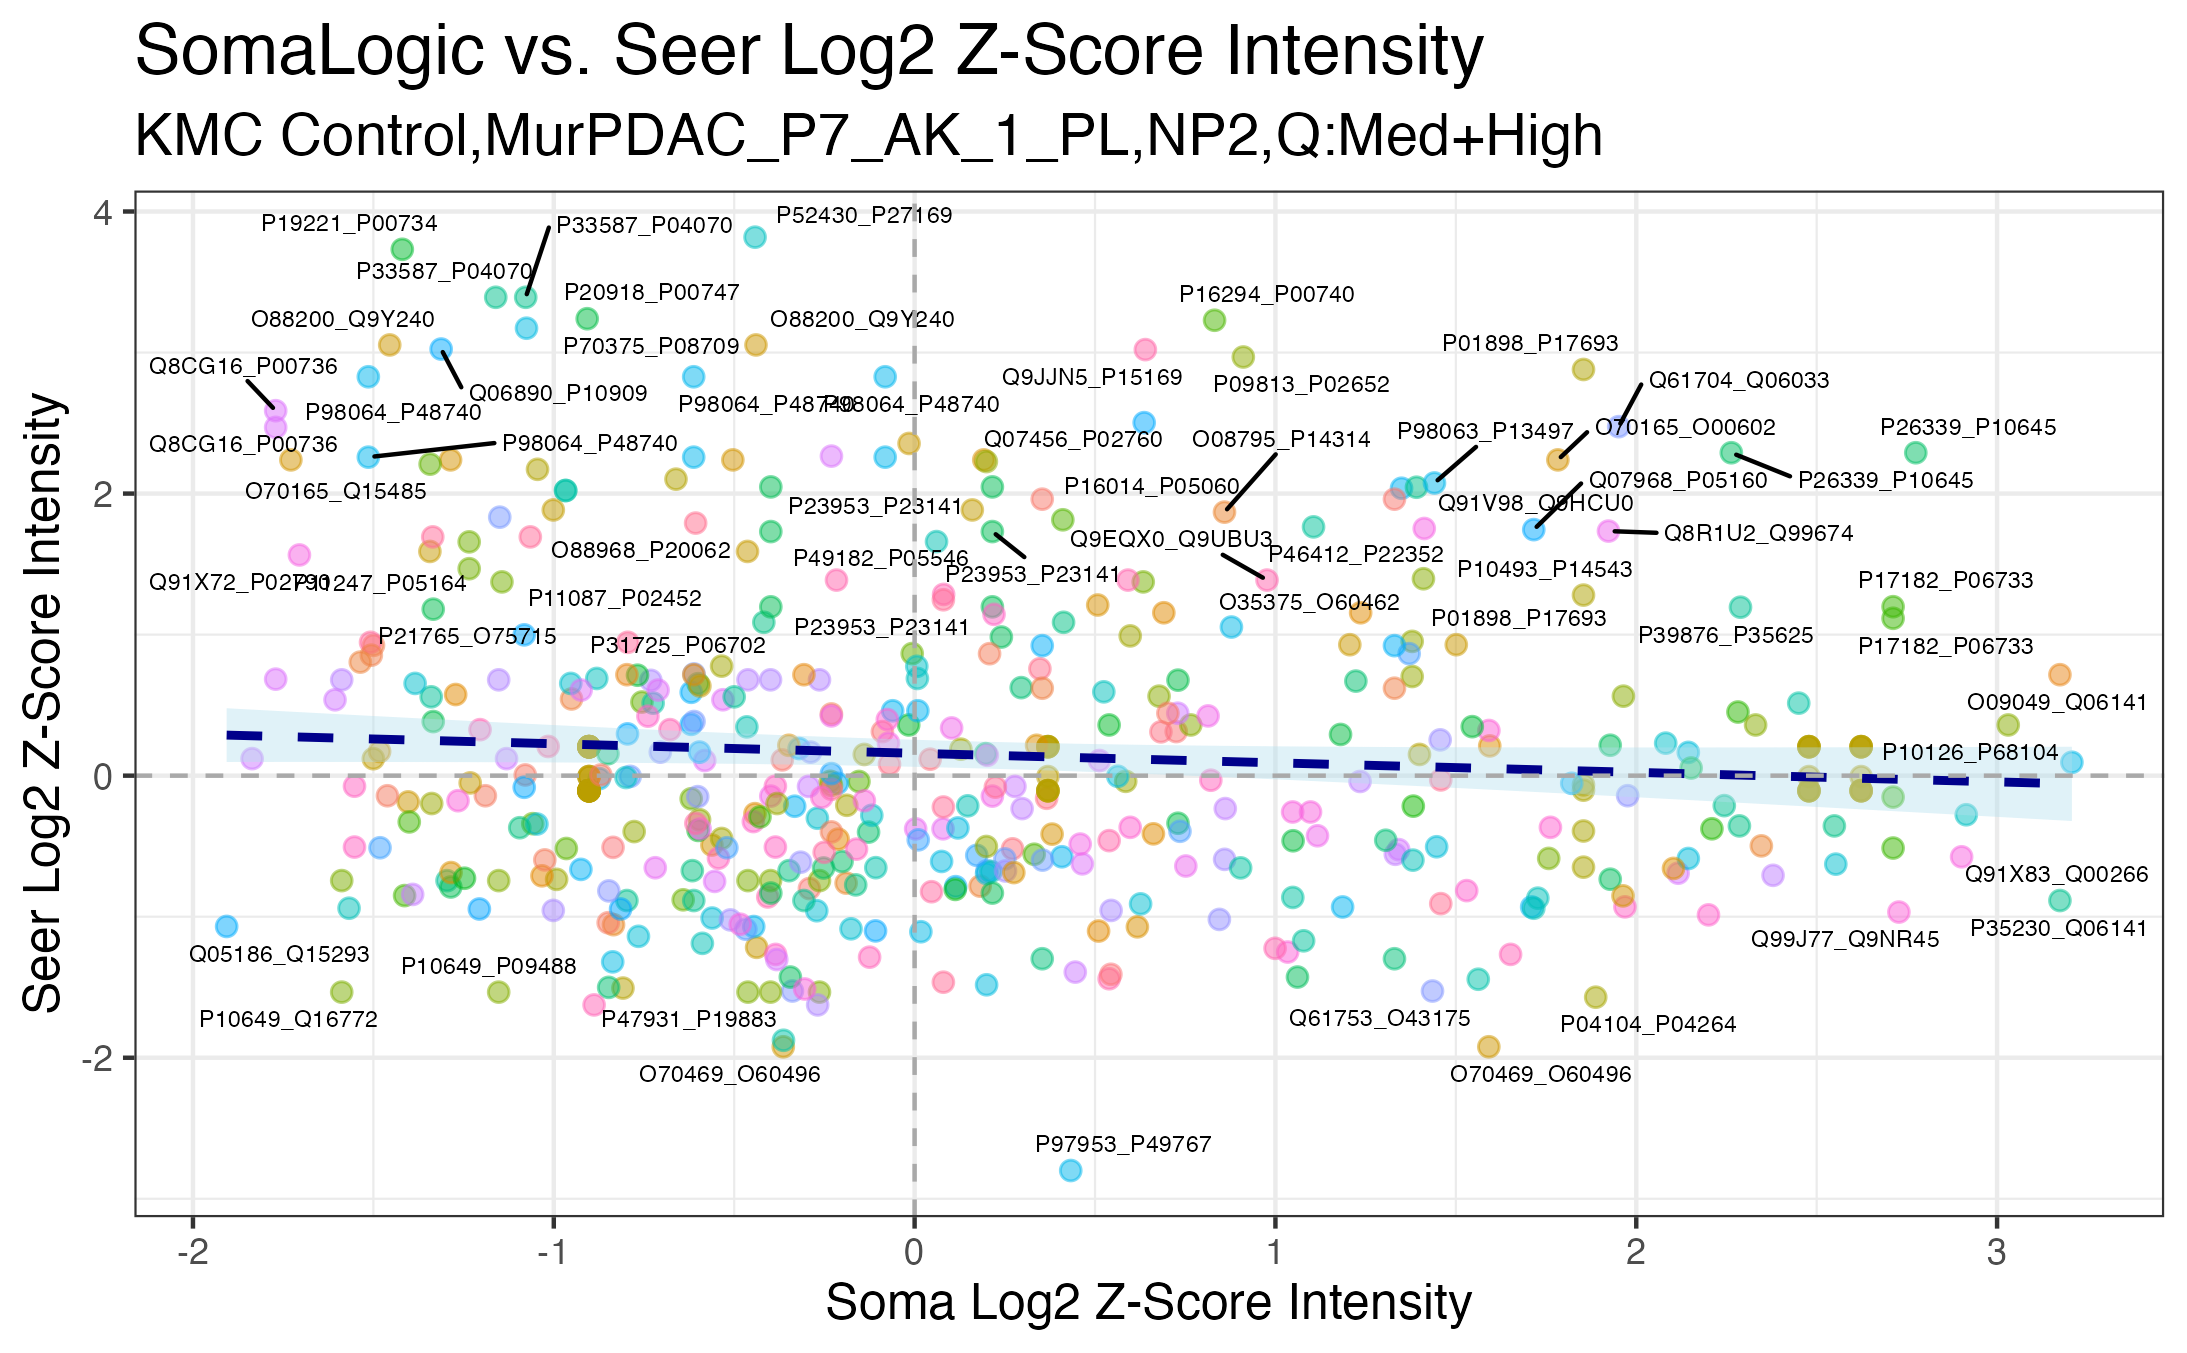 SomaLogic vs. Seer Log2 Z-Score Intensity
KMC Control,MurPDAC_P7_AK_1_PL,NP2,Q:Med+High
Seer Log2 Z-Score Intensity
4
2
0
-2
P19221_P00734
P33587_P04070
P52430_P27169
P33587_P04070
P20918_P00747
P16294_P00740
O88200_Q9Y240
O88200_Q9Y240
P70375_P08709
P01898_P17693
Q8CG16_P00736
Q9JJN5_P15169
P09813_P02652
Q61704_Q06033
Q06890_P10909
P98064_P48740
P98064_P48740
P98064_P48740
Q8CG16_P00736
P98064_P48740
Q07456_P02760
O08795_P14314
P98063_P13497
O70165_O00602
P26339_P10645
O70165_Q15485
P16014_P05060
Q07968_P05160
P26339_P10645
P23953_P23141
Q91V98_Q9HCU0
O88968_P20062
P49182_P05546
Q9EQX0_Q9UBU3
P46412_P22352
Q8R1U2_Q99674
Q91X72_P02790
P11247_P05164
P23953_P23141
P10493_P14543
P17182_P06733
P11087_P02452
O35375_O60462
P01898_P17693
P21765_O75715
P31725_P06702
P23953_P23141
P39876_P35625
P17182_P06733
O09049_Q06141
P10126_P68104
Q91X83_Q00266
Q05186_Q15293
P10649_P09488
Q99J77_Q9NR45
P35230_Q06141
P10649_Q16772
P47931_P19883
Q61753_O43175
P04104_P04264
O70469_O60496
O70469_O60496
P97953_P49767
-2
-1
0
1
2
3
Soma Log2 Z-Score Intensity